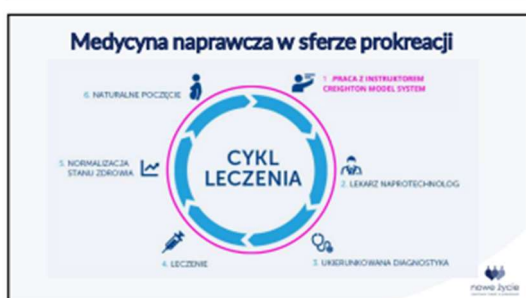 Medycyna naprawcza w sferze prokreacji
1. PRACA Z INSTRUKTOREM
CREIGHTON MODEL SYSTEM
2. LEKARZ NAPROTECHNOLOG
3. UKIERUNKOWANA DIAGNOSTYKA
4. LECZENIE
5. NORMALIZACJA
STANU ZDROWIA
6. NATURALNE POCZĘCIE
CYKL
LECZENIA
nowe życie